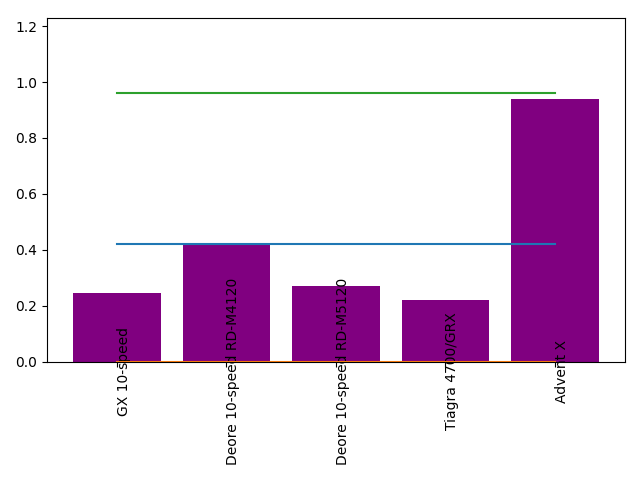 1.2
1.0
0.8
0.6
0.4
0.2
0.0
GX 10-speed
Deore 10-speed RD-M4120
Deore 10-speed RD-M5120
Tiagra 4700/GRX
Advent X